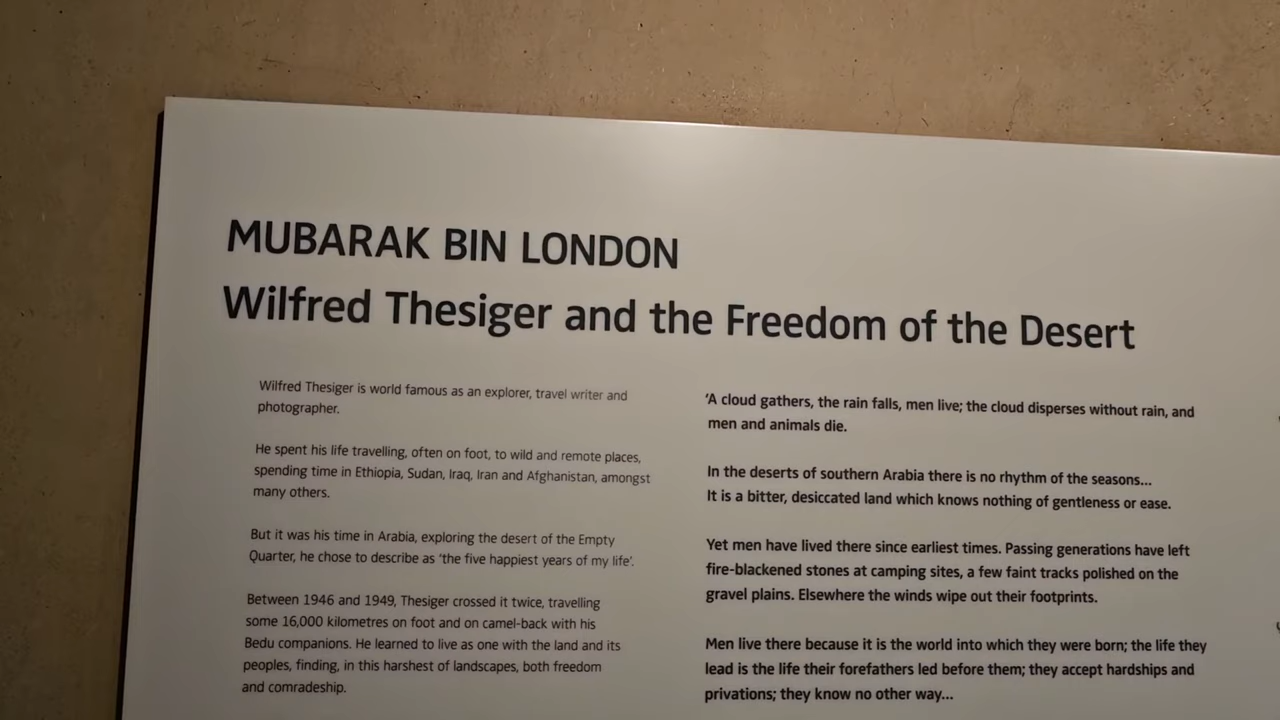 MUBARAK BIN LONDON
Wilfred Thesiger and the Freedom of the Desert
Wilfred Thesiger is world famous as an explorer, travel writer and
photographer.
He spent his life travelling, often on foot, to wild and remote places,
spending time in Ethiopia, Sudan, Iraq, Iran and Afghanistan, amongst
many others.
But it was his time in Arabia, exploring the desert of the Empty
Quarter, he chose to describe as ‘the five happiest years of my life’.
Between 1946 and 1949, Thesiger crossed it twice, travelling
some 16,000 kilometres on foot and on camel-back with his
Bedu companions. He learned to live as one with the land and its
peoples, finding, in this harshest of landscapes, both freedom
and comradeship.
‘A cloud gathers, the rain falls, men live; the cloud disperses without rain, and
men and animals die.
In the deserts of southern Arabia there is no rhythm of the seasons...
It is a bitter, desiccated land which knows nothing of gentleness or ease.
Yet men have lived there since earliest times. Passing generations have left
fire-blackened stones at camping sites, a few faint tracks polished on the
gravel plains. Elsewhere the winds wipe out their footprints.
Men live there because it is the world into which they were born; the life they
lead is the life their forefathers led before them; they accept hardships and
privations; they know no other way...